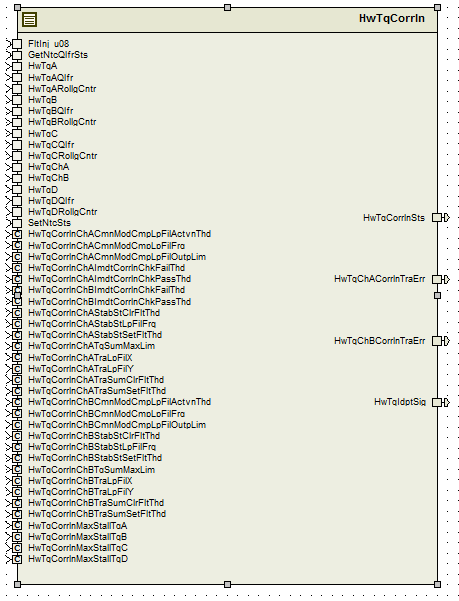 HwTqCorrln
FltInj_u08
GetNtcQlfrSts
HwTqA
HwTqAQlfr
HwTqARollgCntr
HwTqB
HwTqBQlfr
HwTqBRollgCntr
HwTqC
HwTqCQlfr
HwTqCRollgCntr
HwTqChA
HwTqChB
HwTqD
HwTqDQlfr
HwTqDRollgCntr
SetNtcSts
HwTqCorrlnChACmnModCmpLpFilActvnThd
HwTqCorrlnChACmnModCmpLpFilFrq
HwTqCorrlnChACmnModCmpLpFilOutpLim
HwTqCorrlnChAImdtCorrlnChkFailThd
HwTqCorrlnChAImdtCorrlnChkPassThd
HwTqCorrlnChBImdtCorrlnChkFailThd
HwTqCorrlnChBImdtCorrlnChkPassThd
HwTqCorrlnChAStabStClrFltThd
HwTqCorrlnChAStabStLpFilFrq
HwTqCorrlnChAStabStSetFltThd
HwTqCorrlnChATqSumMaxLim
HwTqCorrlnChATraLpFilX
HwTqCorrlnChATraLpFilY
HwTqCorrlnChATraSumClrFltThd
HwTqCorrlnChATraSumSetFltThd
HwTqCorrlnChBCmnModCmpLpFilActvnThd
HwTqCorrlnChBCmnModCmpLpFilFrq
HwTqCorrlnChBCmnModCmpLpFilOutpLim
HwTqCorrlnChBStabStClrFltThd
HwTqCorrlnChBStabStLpFilFrq
HwTqCorrlnChBStabStSetFltThd
HwTqCorrlnChBTqSumMaxLim
HwTqCorrlnChBTraLpFilX
HwTqCorrlnChBTraLpFilY
HwTqCorrlnChBTraSumClrFltThd
HwTqCorrlnChBTraSumSetFltThd
HwTqCorrlnMaxStallTqA
HwTqCorrlnMaxStallTqB
HwTqCorrlnMaxStallTqC
HwTqCorrlnMaxStallTqD
HwTqCorrlnSts
HwTqChACorrlnTraErr
HwTqChBCorrlnTraErr
HwTqIdptSig